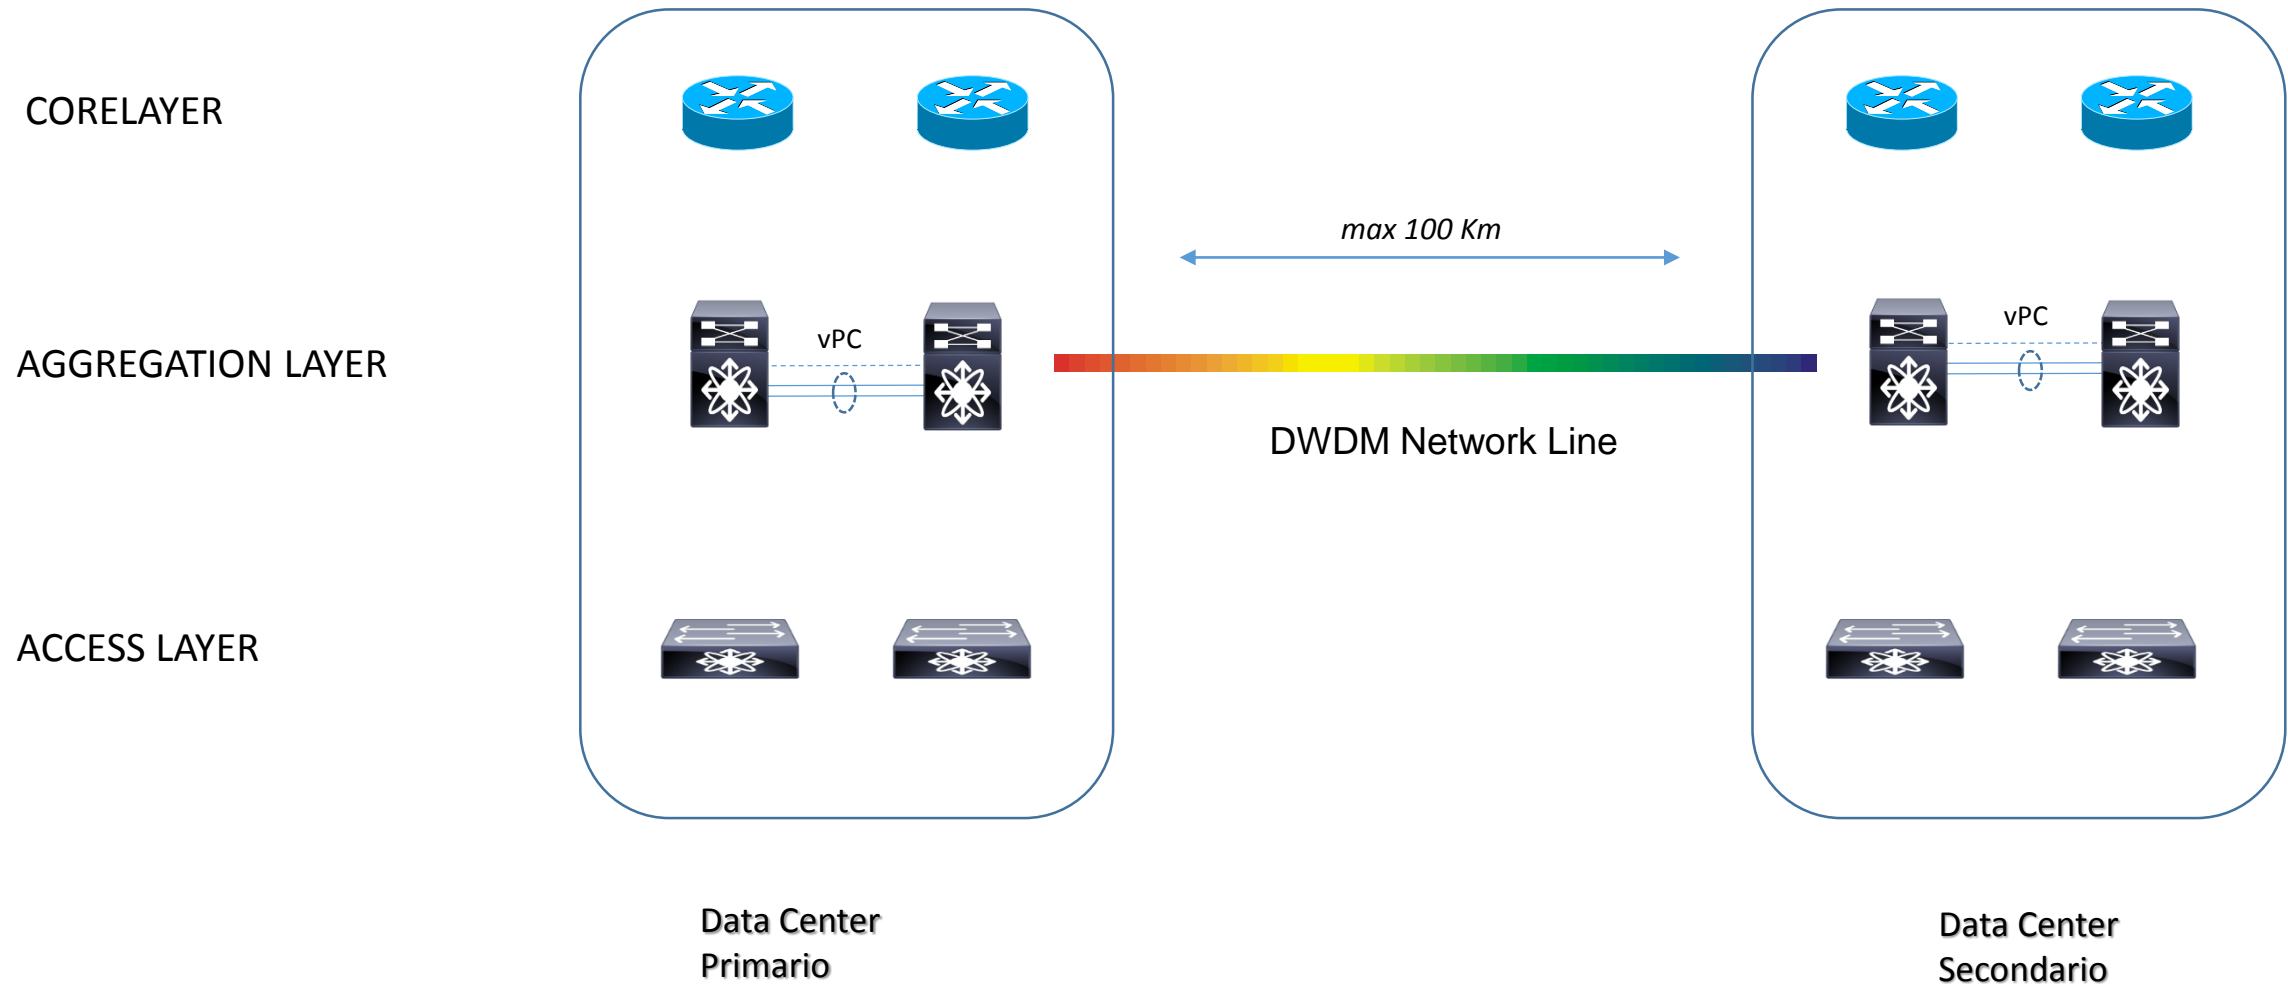 CORELAYER
max 100 Km
vPC
vPC
AGGREGATION LAYER
DWDM Network Line
ACCESS LAYER
Data Center
Primario
Data Center
Secondario